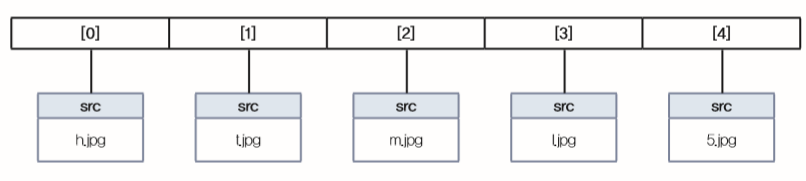 [0] [1] [2] [3] [4]
src src src src src
h.jpg t.jpg m.jpg l.jpg 5.jpg